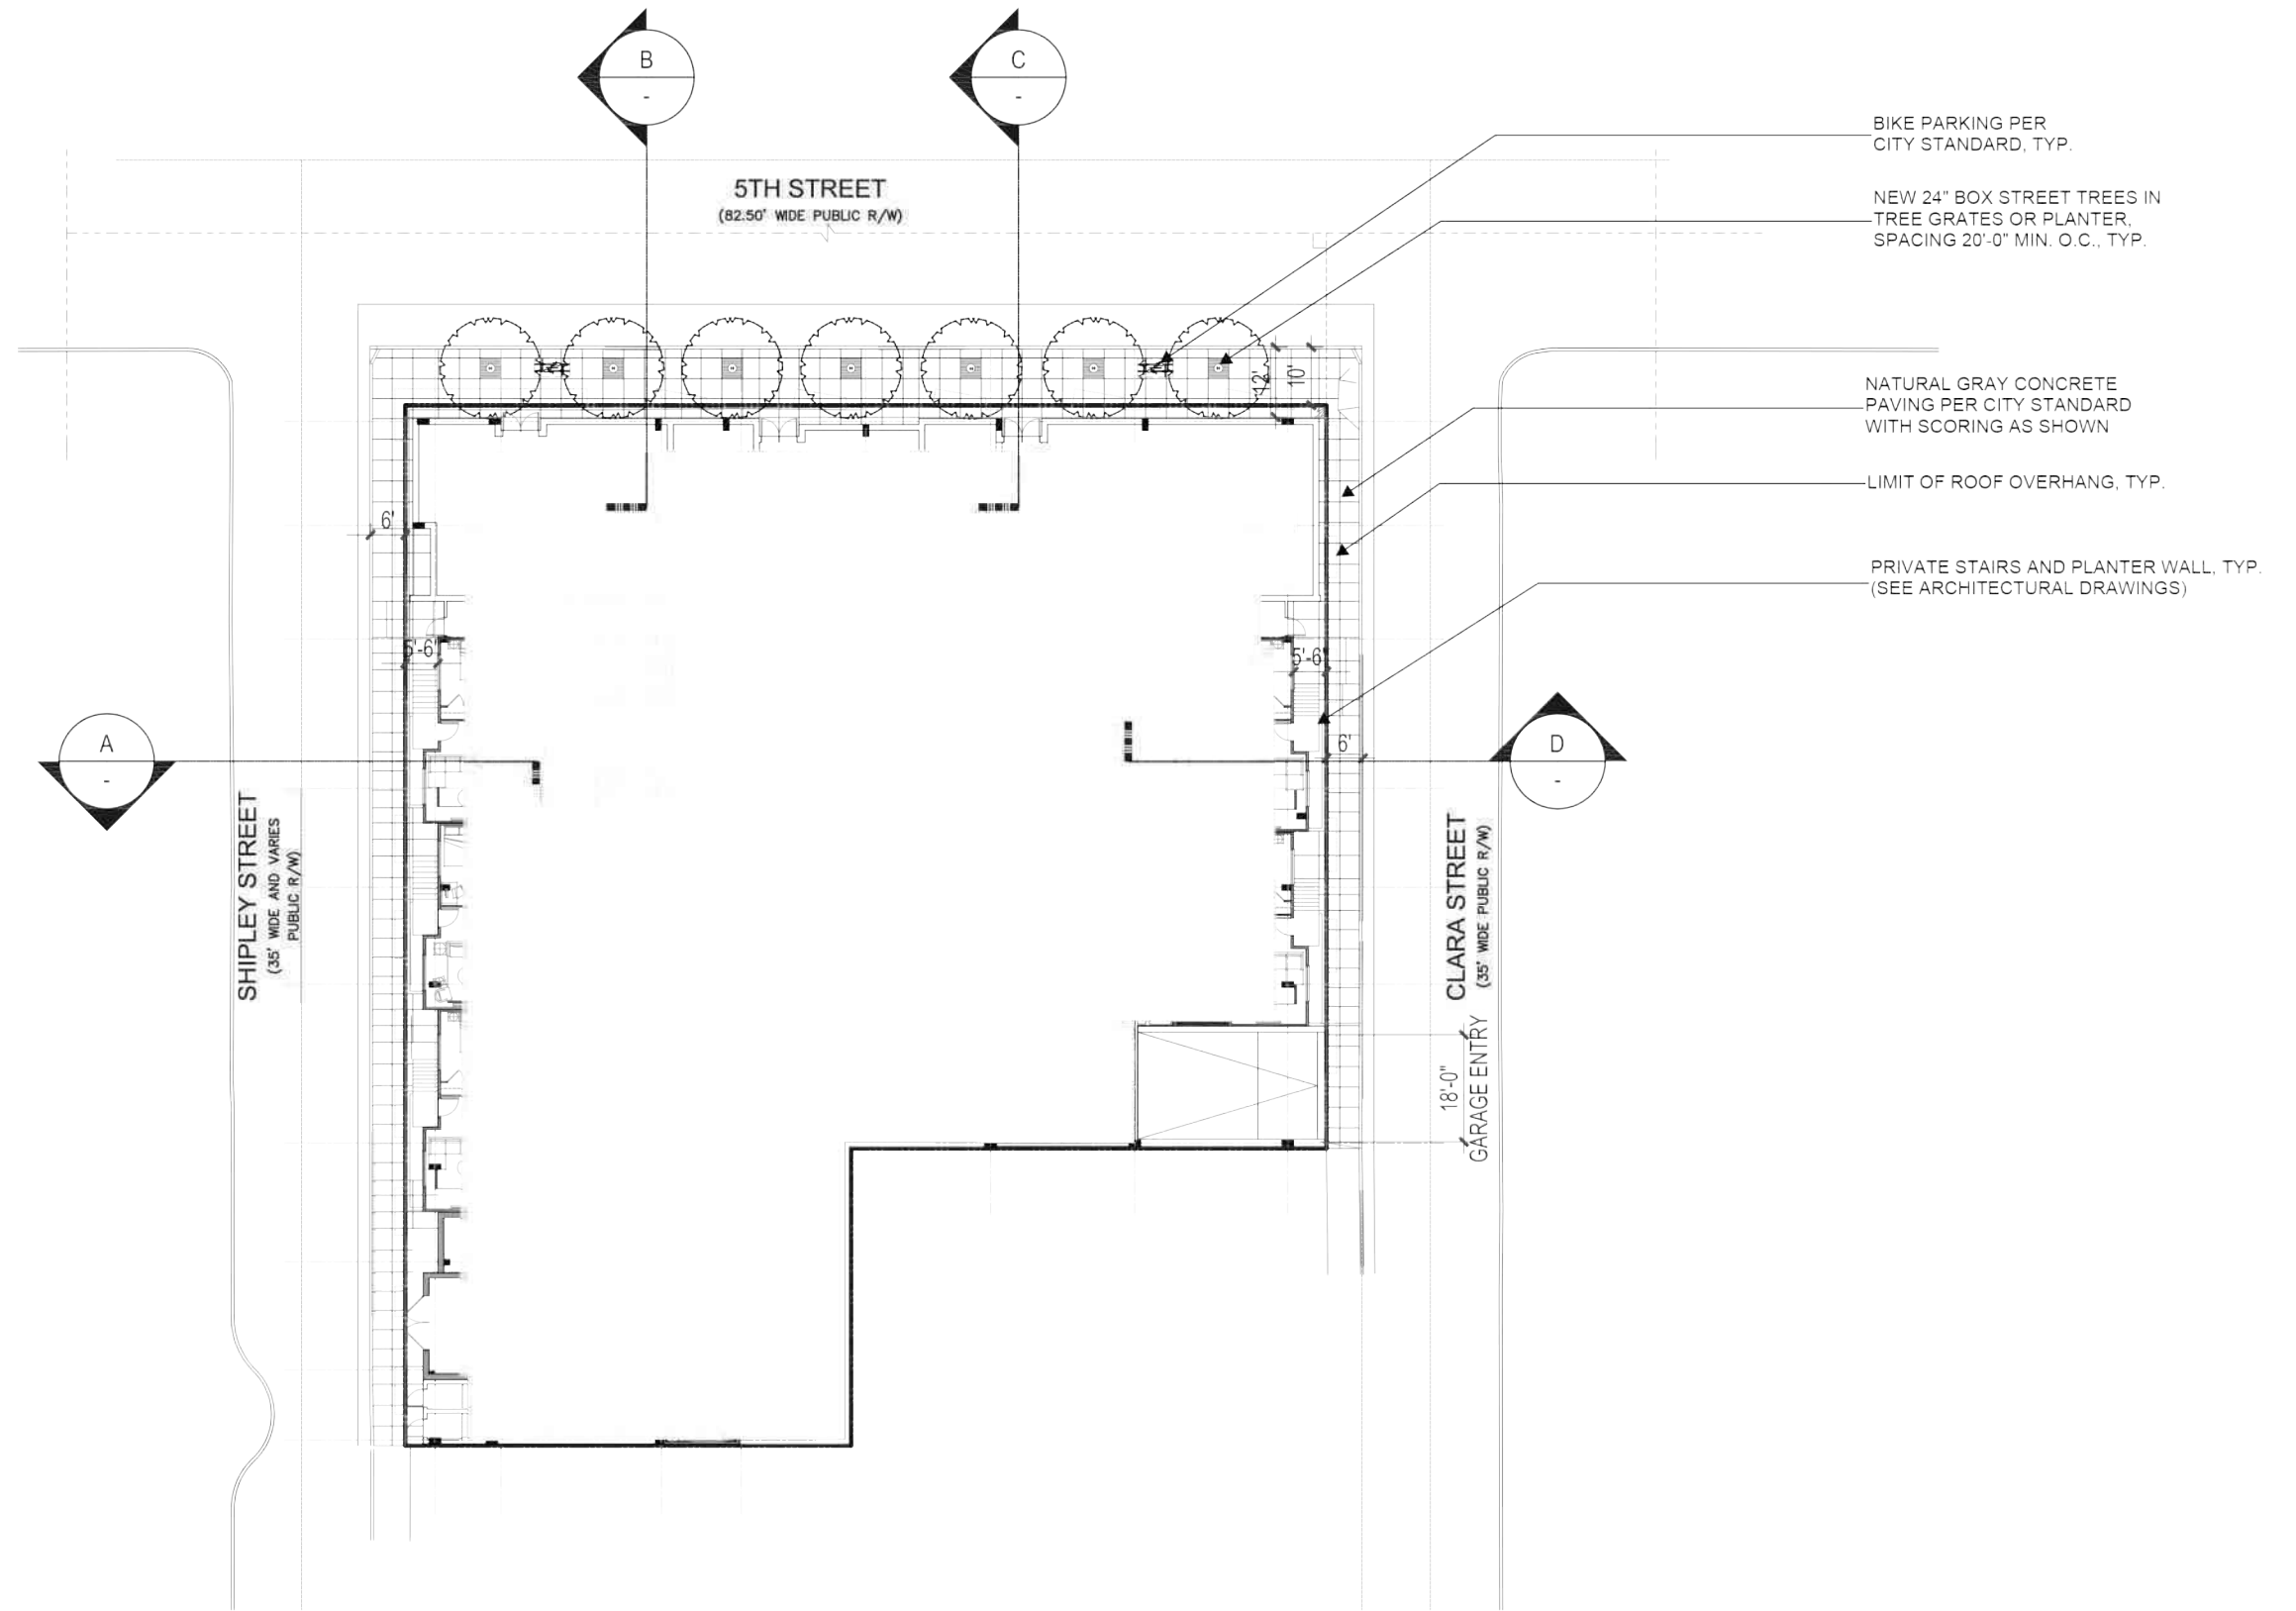 B
-
C
-
BIKE PARKING PER
CITY STANDARD, TYP.
5TH STREET
(82.50' WIDE PUBLIC R/W)
NEW 24" BOX STREET TREES IN
TREE GRATES OR PLANTER,
SPACING 20'-0" MIN. O.C., TYP.
12'
10'
NATURAL GRAY CONCRETE
PAVING PER CITY STANDARD
WITH SCORING AS SHOWN
LIMIT OF ROOF OVERHANG, TYP.
6'
PRIVATE STAIRS AND PLANTER WALL, TYP.
(SEE ARCHITECTURAL DRAWINGS)
5'-6"
5'-6"
6'
A
-
D
-
SHIPLEY STREET
(35' WIDE AND VARIES
PUBLIC R/W)
CLARA STREET
(35' WIDE PUBLIC R/W)
18'-0"
GARAGE ENTRY